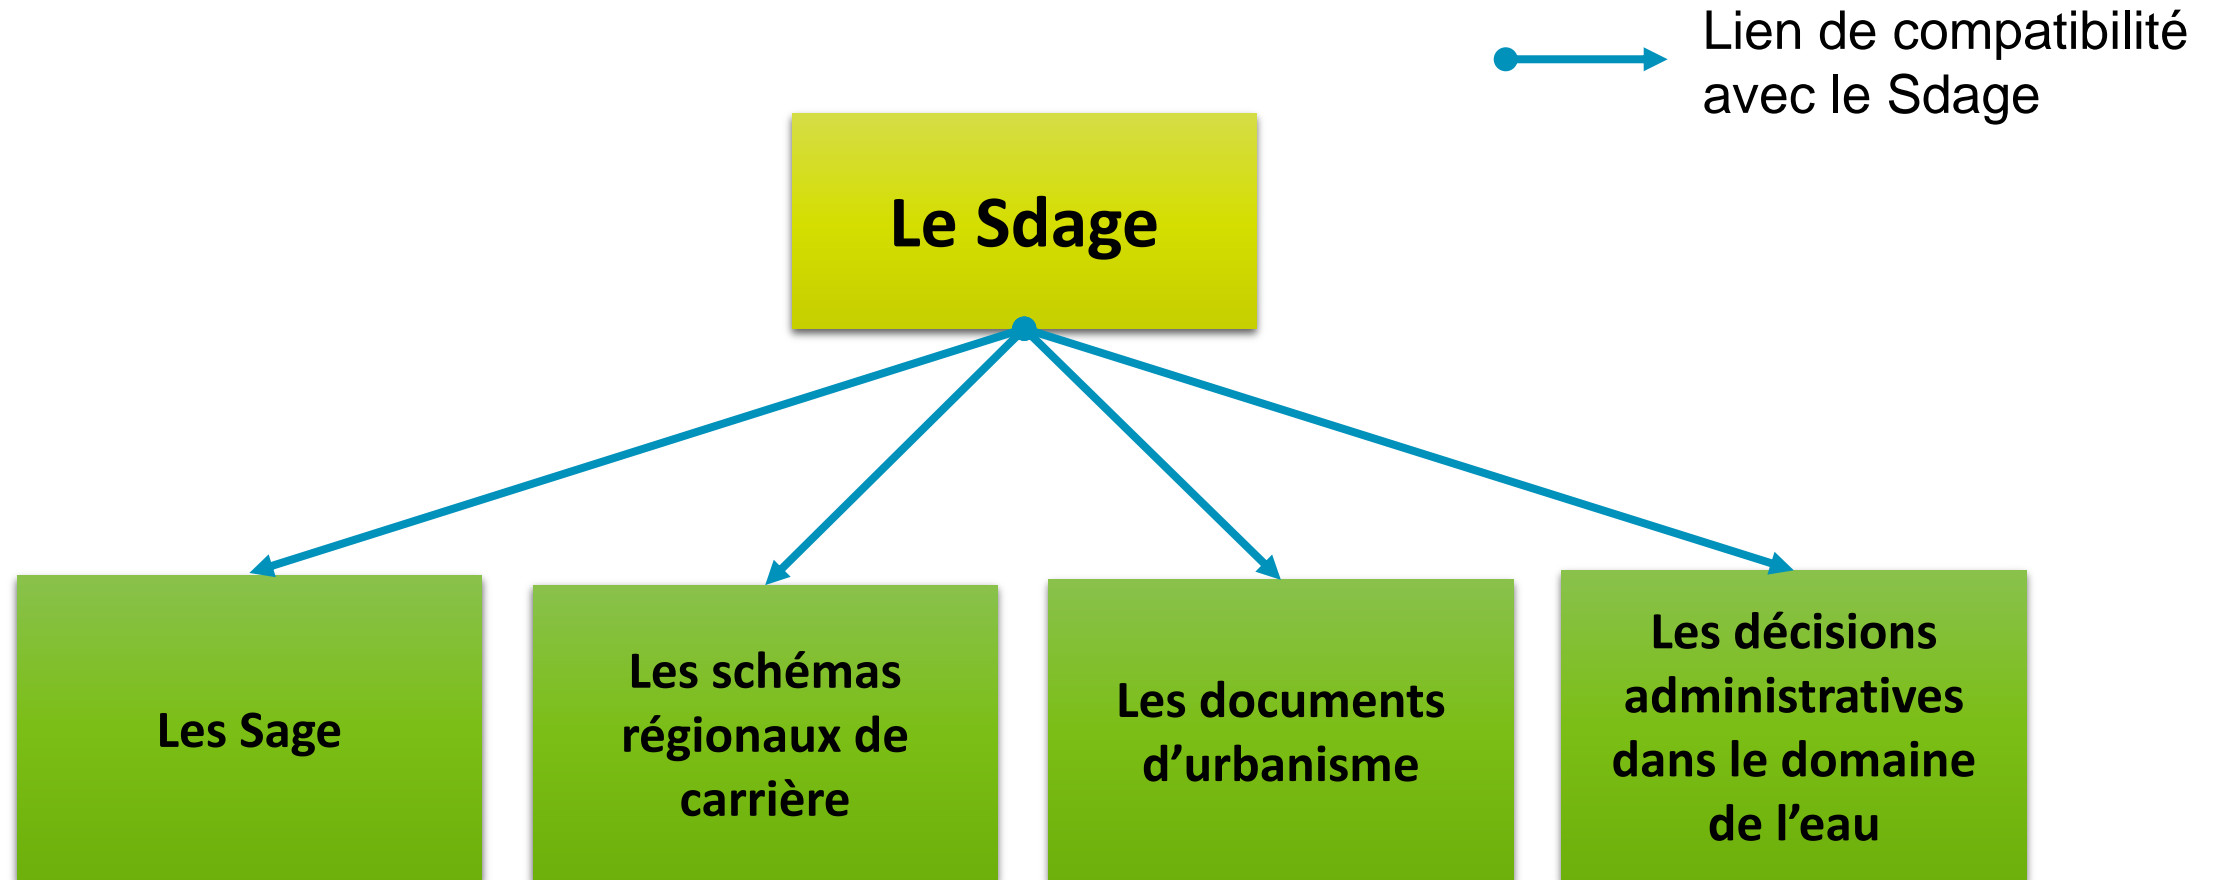 Lien de compatibilité
avec le Sdage
Le Sdage
Les Sage
Les schémas
régionaux de
carrière
Les documents
d’urbanisme
Les décisions
administratives
dans le domaine
de l’eau